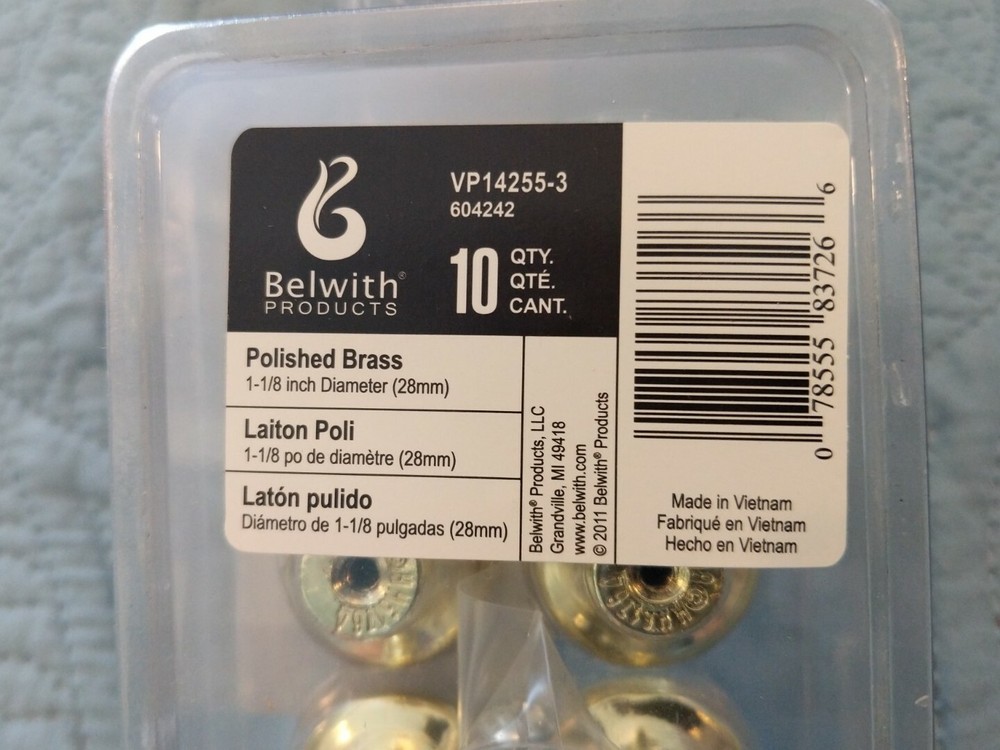 Belwith®
PRODUCTS
VP14255-3
604242
10 QTY.
QTÉ.
CANT.
Polished Brass
1-1/8 inch Diameter (28mm)
Laiton Poli
1-1/8 po de diamètre (28mm)
Latón pulido
Diámetro de 1-1/8 pulgadas (28mm)
Belwith® Products, LLC
Grandville, MI 49418
www.belwith.com
© 2011 Belwith® Products
0 78555 83726 6
Made in Vietnam
Fabriqué en Vietnam
Hecho en Vietnam